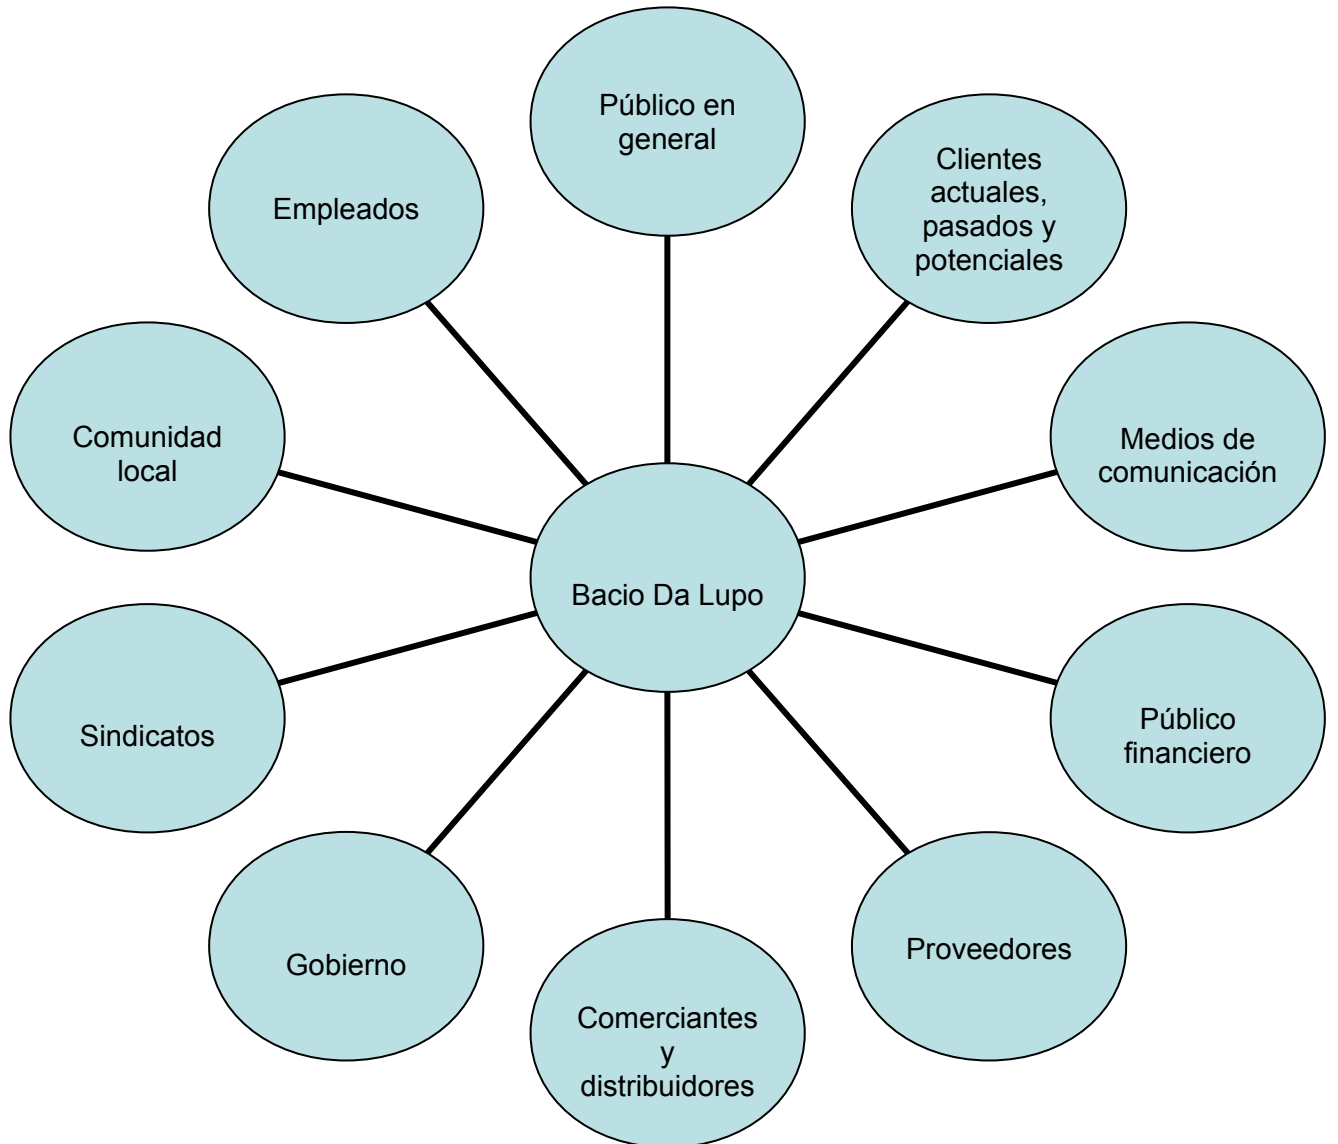 Público en
general
Clientes
actuales,
pasados y
potenciales
Empleados
Medios de
comunicación
Comunidad
local
Bacio Da Lupo
Público
financiero
Sindicatos
Proveedores
Gobierno
Comerciantes
y
distribuidores